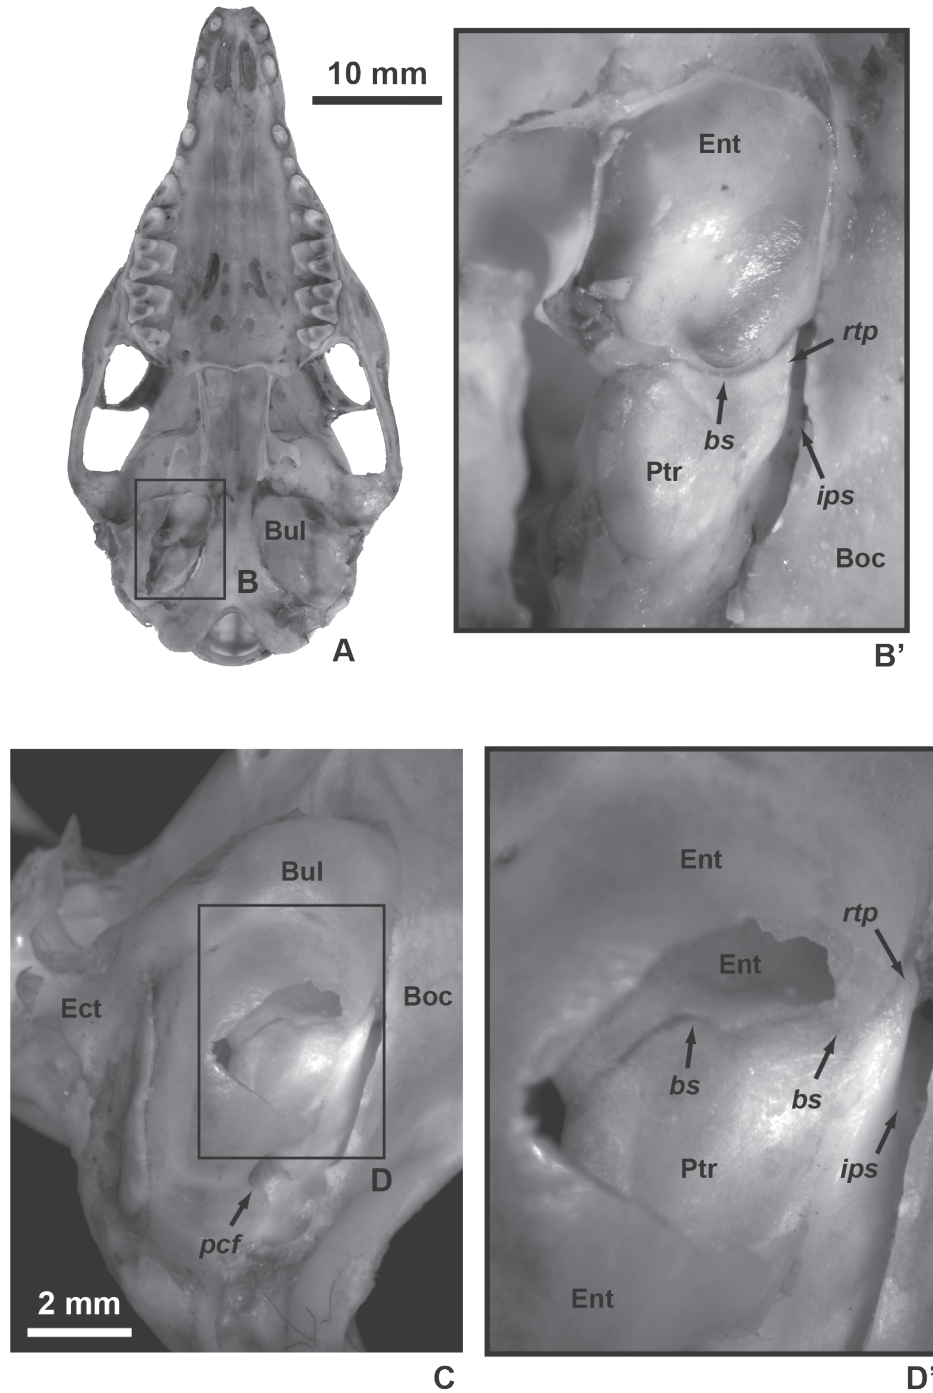 10 mm
Bul
B
A
Ent
rtp
bs
Ptr
ips
Boc
B’
Bul
Ect
Boc
D
pcf
2 mm
C
Ent
rtp
Ent
bs
bs
Ptr
ips
Ent
D’